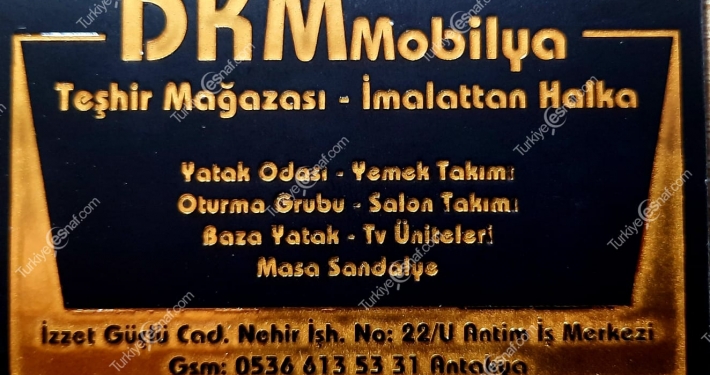 DKM Mobilya
Teşhir Mağazası - İmalattan Halka
Yatak Odası - Yemek Takımı
Oturma Grubu - Salon Takımı
Baza Yatak - Tv Üniteleri
Masa Sandalye
İzzet Güçlü Cad. Nehir İşh. No: 22/U Antim İş Merkezi
Gsm: 0536 613 53 31 Antakya